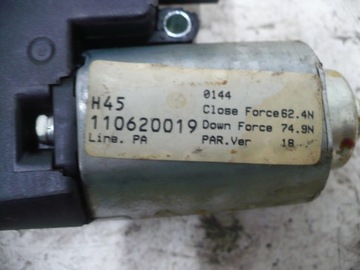 H45 0144
Close Force 62.4N
110620019 Down Force 74.9N
Line. PA PAR.Ver 18